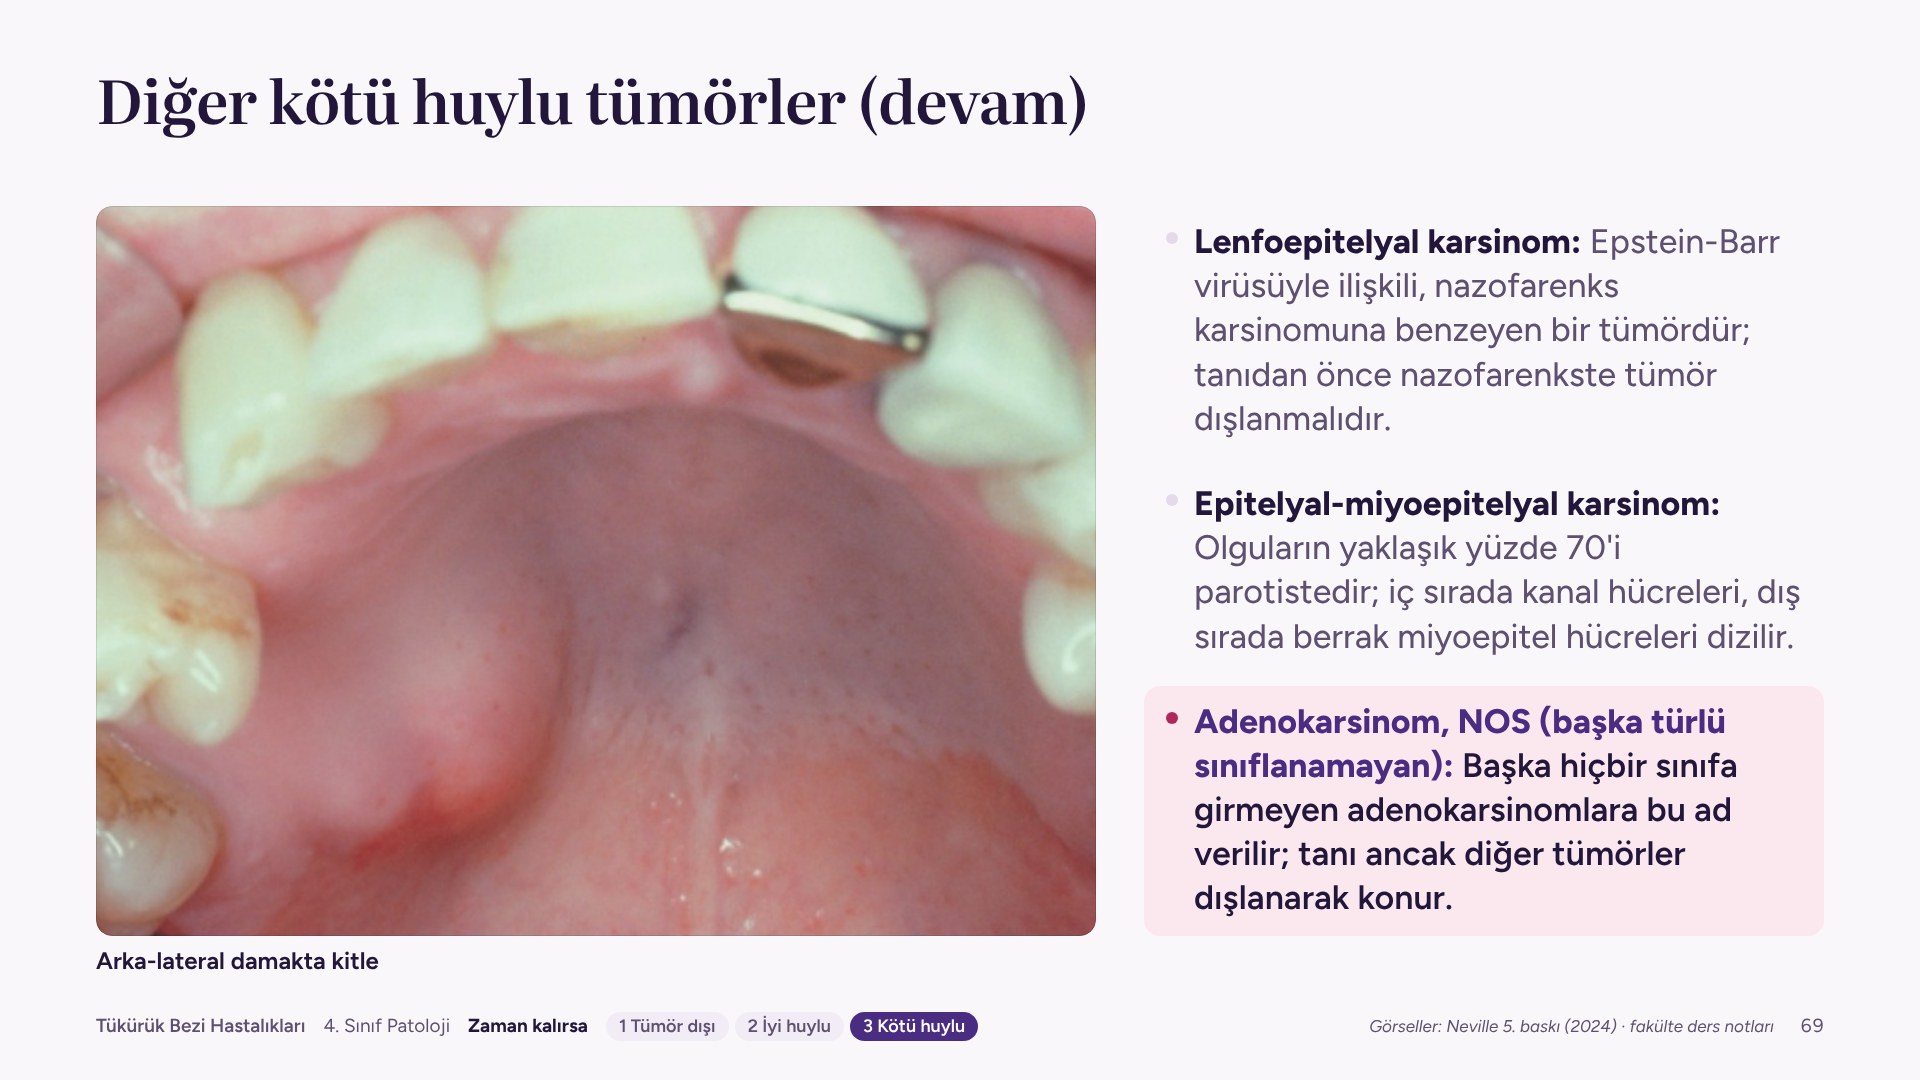 Diğer kötü huylu tümörler (devam)
Lenfoepitelyal karsinom: Epstein-Barr
virüsüyle ilişkili, nazofarenks
karsinomuna benzeyen bir tümördür;
tanıdan önce nazofarenkste tümör
dışlanmalıdır.
Epitelyal-miyoepitelyal karsinom:
Olguların yaklaşık yüzde 70'i
parotistedir; iç sırada kanal hücreleri, dış
sırada berrak miyoepitel hücreleri dizilir.
Adenokarsinom, NOS (başka türlü
sınıflanamayan): Başka hiçbir sınıfa
girmeyen adenokarsinomlara bu ad
verilir; tanı ancak diğer tümörler
dışlanarak konur.
Arka-lateral damakta kitle
Tükürük Bezi Hastalıkları 4. Sınıf Patoloji Zaman kalırsa 1 Tümör dışı 2 İyi huylu 3 Kötü huylu
Görseller: Neville 5. baskı (2024) · fakülte ders notları 69